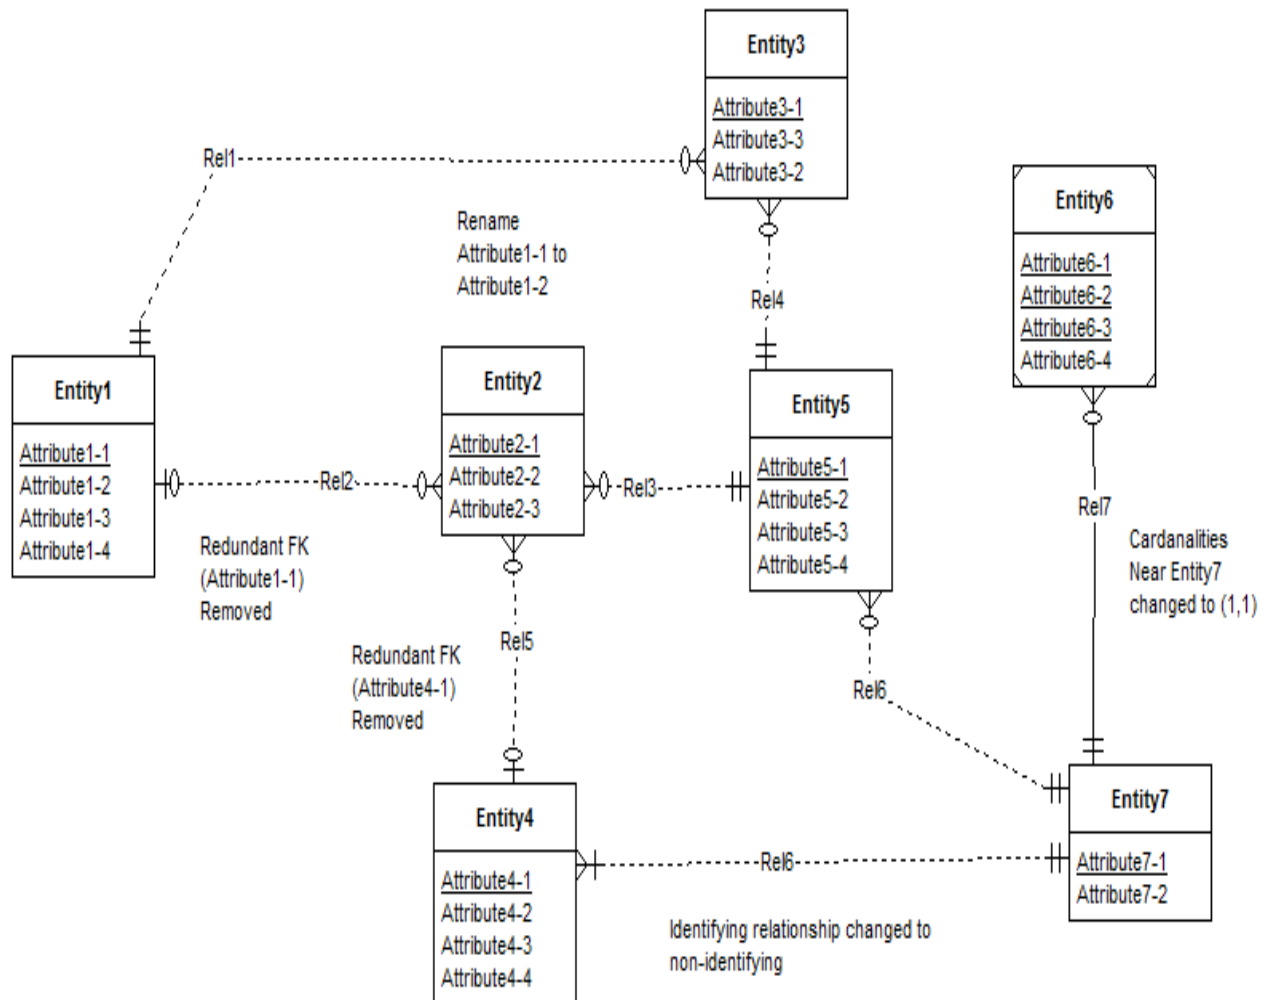 Entity3
Attribute3-1
Attribute3-3
Attribute3-2
Rel1
Rename
Attribute1-1 to
Attribute1-2
Entity6
Attribute6-1
Attribute6-2
Attribute6-3
Attribute6-4
Rel4
Entity1
Attribute1-1
Attribute1-2
Attribute1-3
Attribute1-4
Rel2
Entity2
Attribute2-1
Attribute2-2
Attribute2-3
Rel3
Entity5
Attribute5-1
Attribute5-2
Attribute5-3
Attribute5-4
Rel7
Redundant FK
(Attribute1-1)
Removed
Cardanalities
Near Entity7
changed to (1,1)
Redundant FK
(Attribute4-1)
Removed
Rel5
Rel6
Entity4
Attribute4-1
Attribute4-2
Attribute4-3
Attribute4-4
Rel6
Entity7
Attribute7-1
Attribute7-2
Identifying relationship changed to
non-identifying